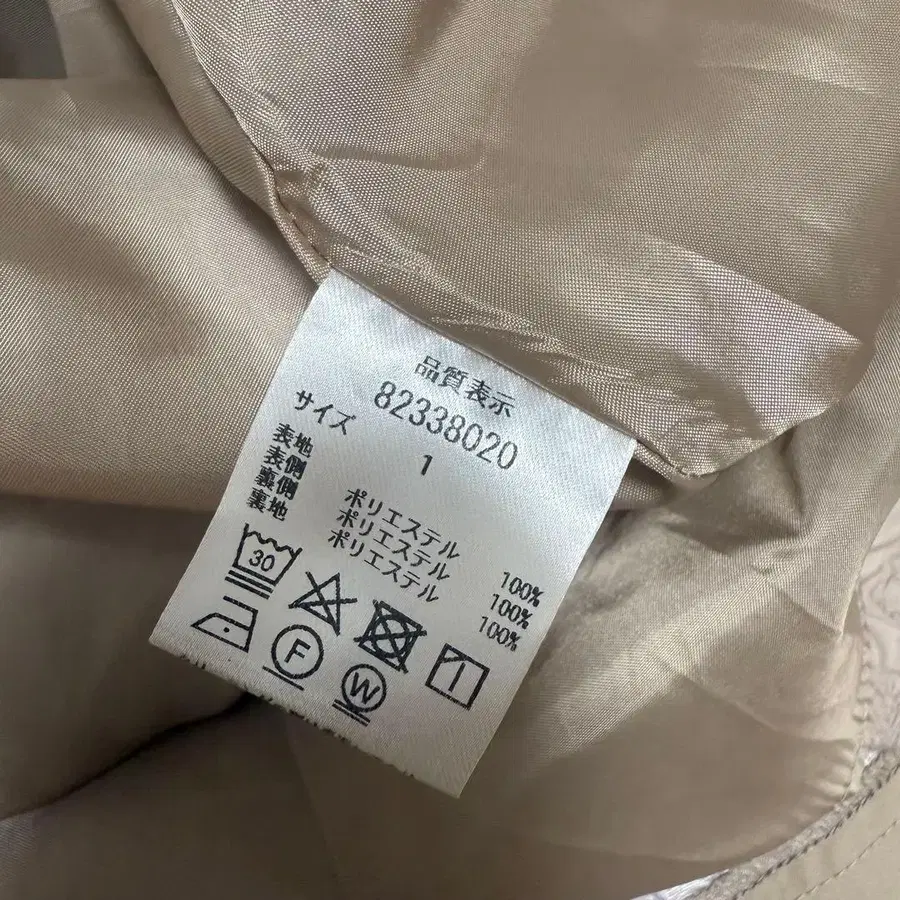 品質表示
82338020
サイズ 1
表地
表側 ポリエステル 100%
裏側 ポリエステル 100%
裏地 ポリエステル 100%
30
F
W